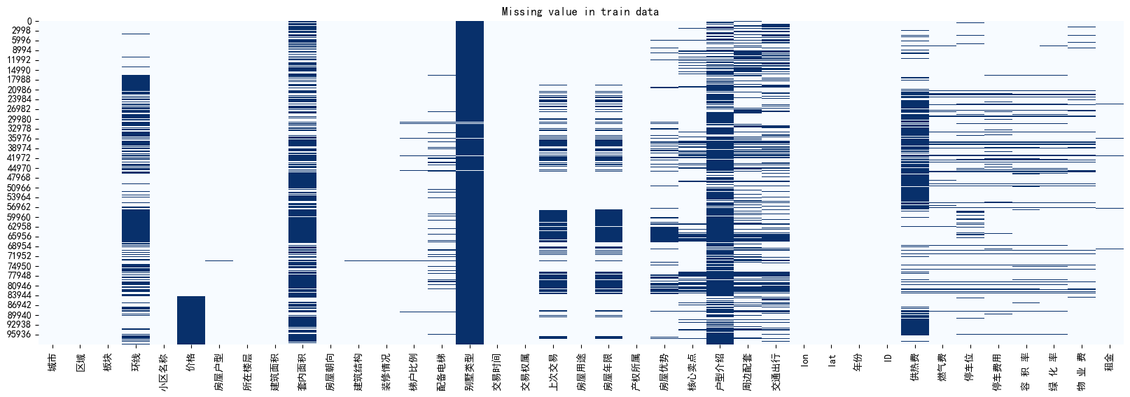 Missing value in train data
0
2998
5996
8994
11992
14990
17988
20986
23984
26982
29980
32978
35976
38974
41972
44970
47968
50966
53964
56962
59960
62958
65956
68954
71952
74950
77948
80946
83944
86942
89940
92938
95936
城市
区域
板块
环线
小区名称
价格
房屋户型
所在楼层
建筑面积
套内面积
房屋朝向
建筑结构
装修情况
梯户比例
配备电梯
别墅类型
交易时间
交易权属
上次交易
房屋用途
房屋年限
产权所属
房屋优势
核心卖点
户型介绍
周边配套
交通出行
lon
lat
年份
ID
供热费
燃气费
停车位
停车费用
容 积 率
绿 化 率
物 业 费
租金